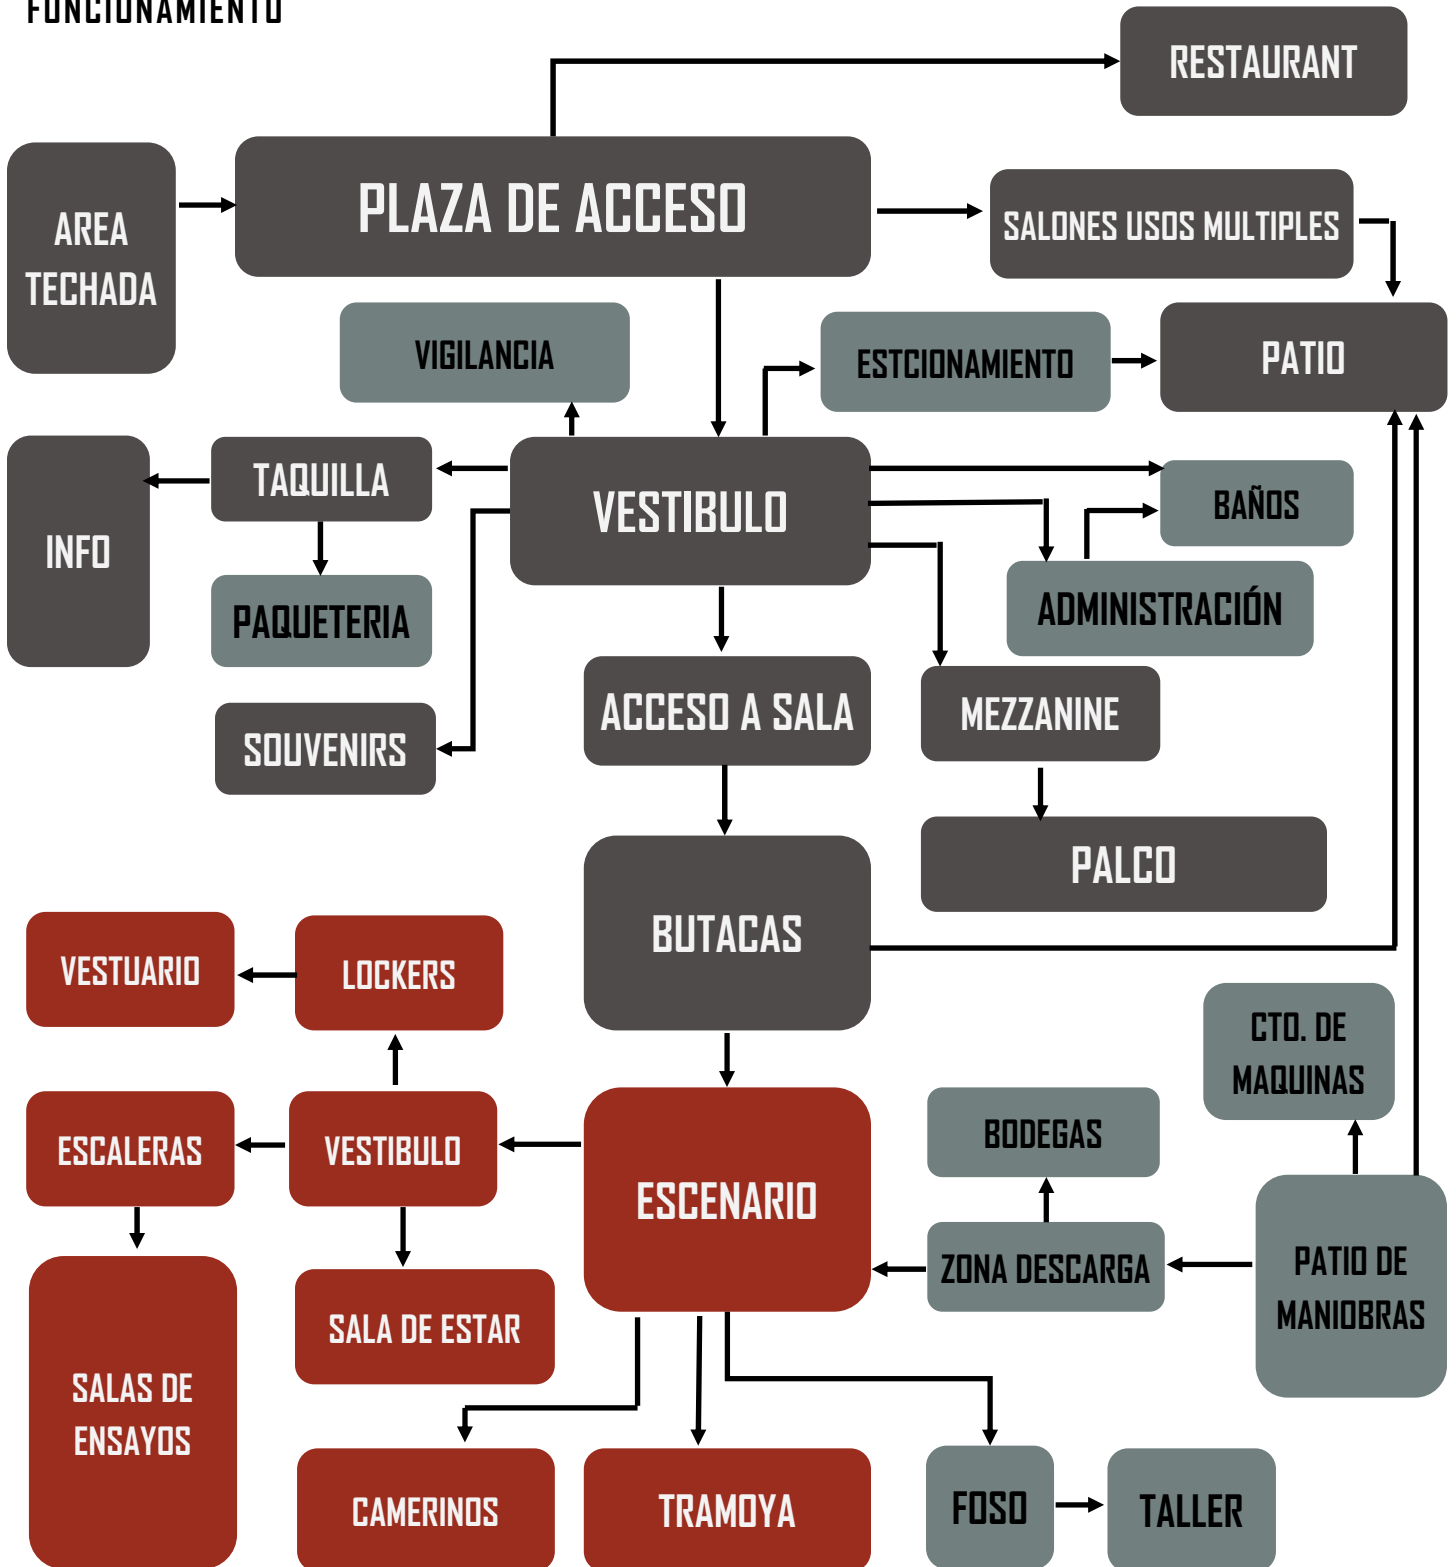 FUNCIONAMIENTO
RESTAURANT
PLAZA DE ACCESO
AREA
TECHADA
SALONES USOS MULTIPLES
VIGILANCIA
ESTCIONAMIENTO
PATIO
TAQUILLA
INFO
VESTIBULO
BAÑOS
PAQUETERIA
ADMINISTRACIÓN
ACCESO A SALA
MEZZANINE
SOUVENIRS
PALCO
BUTACAS
VESTUARIO
LOCKERS
CTO. DE
MAQUINAS
ESCALERAS
VESTIBULO
BODEGAS
ESCENARIO
ZONA DESCARGA
PATIO DE
MANIOBRAS
SALA DE ESTAR
SALAS DE
ENSAYOS
CAMERINOS
TRAMOYA
FOSO
TALLER